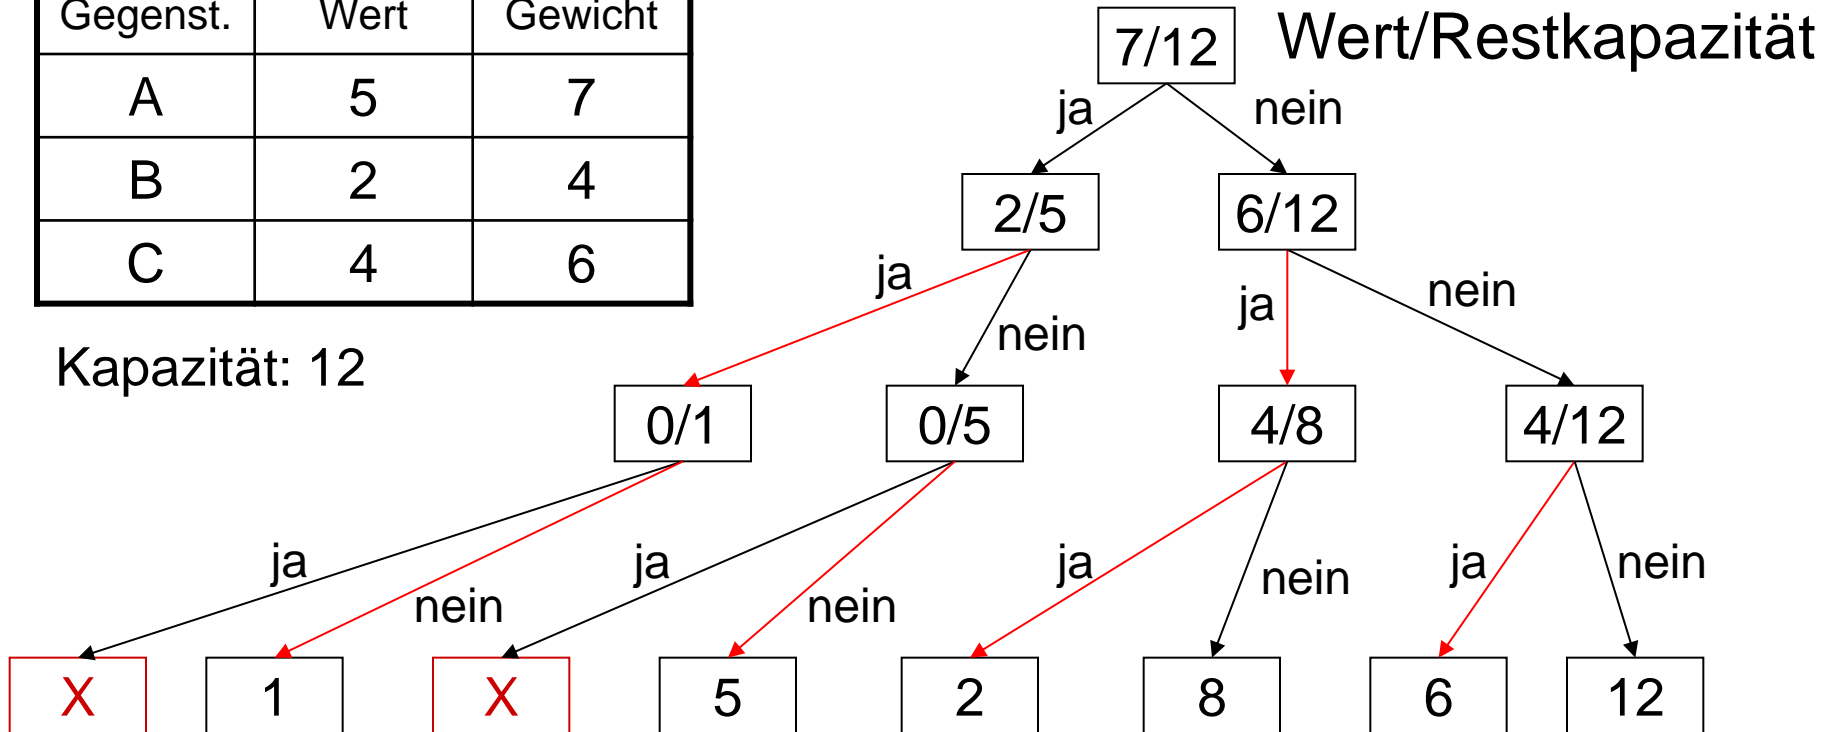 Gegenst. Wert Gewicht
A 5 7
B 2 4
C 4 6
Kapazität: 12
7/12 Wert/Restkapazität
ja nein
2/5 6/12
ja nein ja nein
0/1 0/5 4/8 4/12
ja nein ja nein ja nein ja nein
X 1 X 5 2 8 6 12